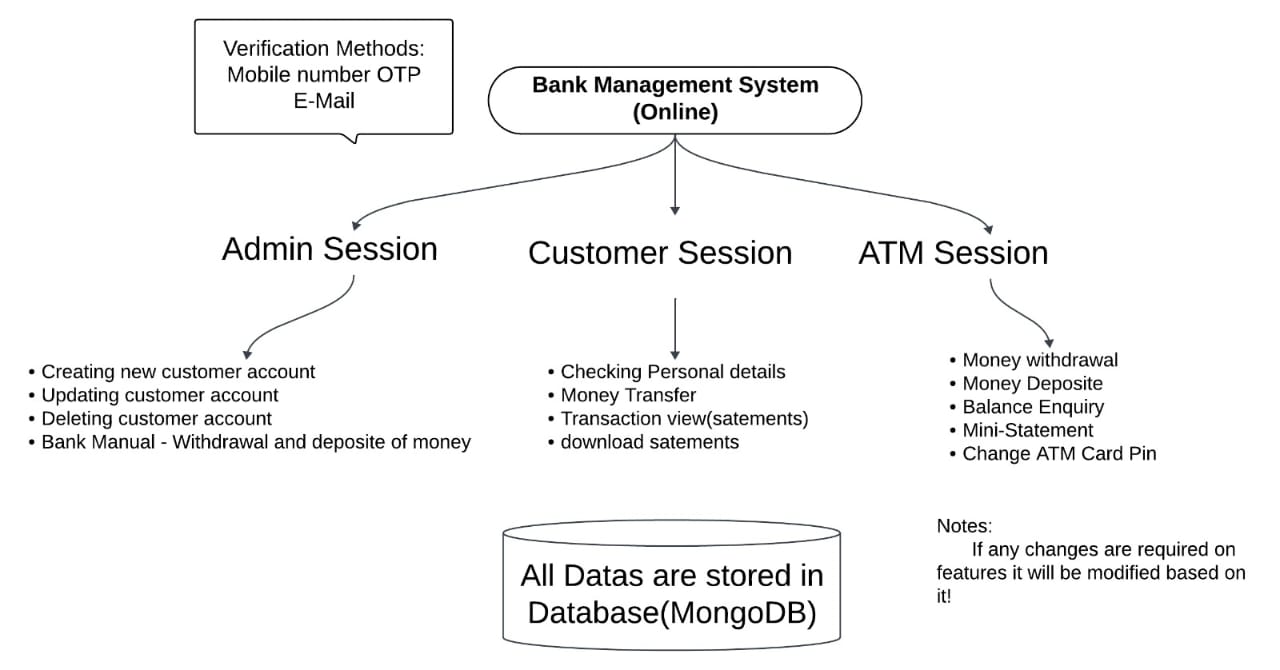 Verification Methods:
Mobile number OTP
E-Mail
Bank Management System
(Online)
Admin Session
Customer Session
ATM Session
• Creating new customer account
• Updating customer account
• Deleting customer account
• Bank Manual - Withdrawal and deposite of money
• Checking Personal details
• Money Transfer
• Transaction view(satements)
• download satements
• Money withdrawal
• Money Deposite
• Balance Enquiry
• Mini-Statement
• Change ATM Card Pin
All Datas are stored in
Database(MongoDB)
Notes:
If any changes are required on
features it will be modified based on
it!